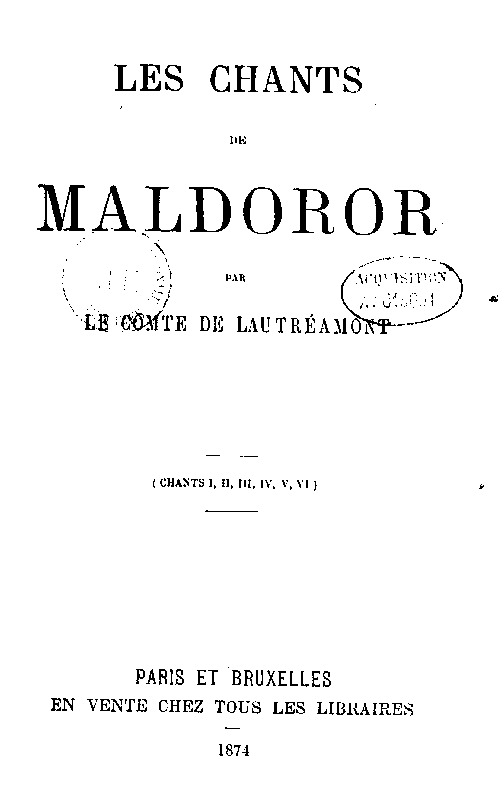 LES CHANTS
DE
MALDOROR
PAR
ACQUISITION
LE COMTE DE LAUTRÉAMONT
( CHANTS I, II, III, IV, V, VI )
PARIS ET BRUXELLES
EN VENTE CHEZ TOUS LES LIBRAIRES
1874